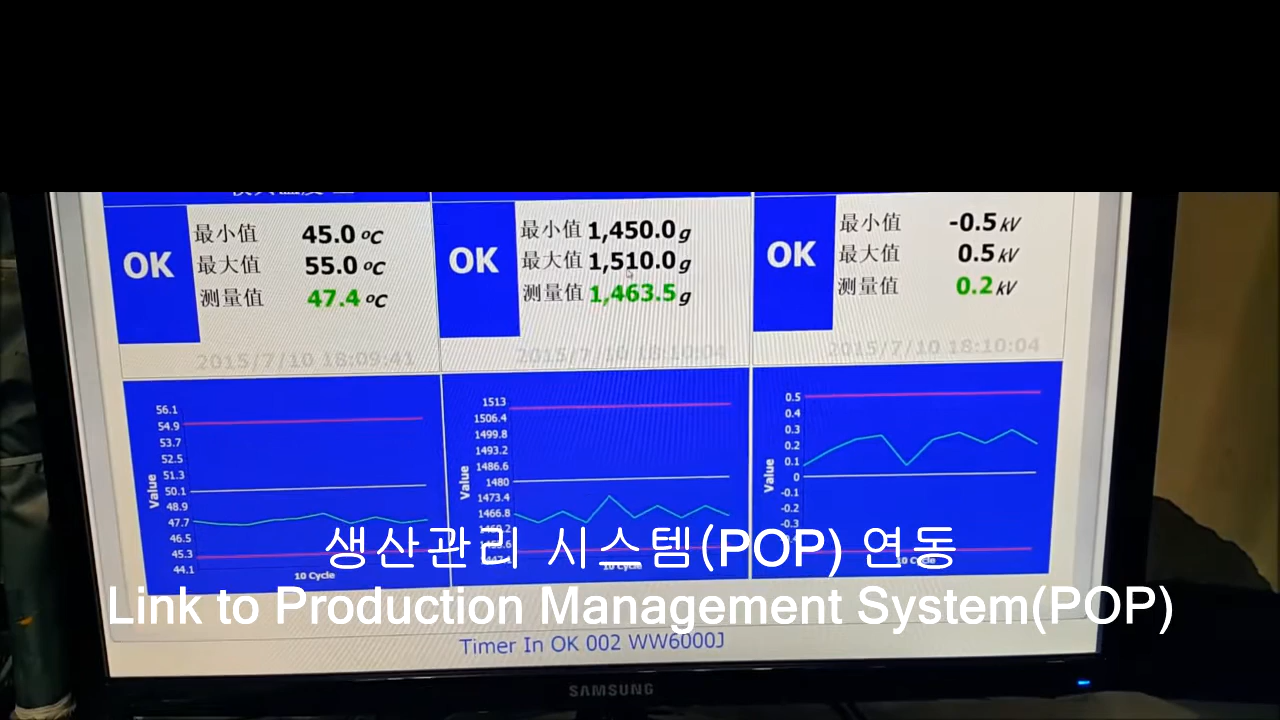 OK
最小值 45.0 ºC
最大值 55.0 ºC
测量值 47.4 ºC
2015/7/10 18:09:41
OK
最小值 1,450.0 g
最大值 1,510.0 g
测量值 1,463.5 g
2015/7/10 18:10:04
OK
最小值 -0.5 kV
最大值 0.5 kV
测量值 0.2 kV
2015/7/10 18:10:04
56.1
54.9
53.7
52.5
51.3
50.1
48.9
47.7
46.5
45.3
44.1
Value
10 Cycle
1513
1506.4
1499.8
1493.2
1486.6
1480
1473.4
1466.8
Value
10 Cycle
0.5
0.4
0.3
0.2
0.1
0
-0.1
-0.2
-0.3
Value
10 Cycle
생산관리 시스템(POP) 연동
Link to Production Management System(POP)
Timer In OK 002 WW6000J
SAMSUNG